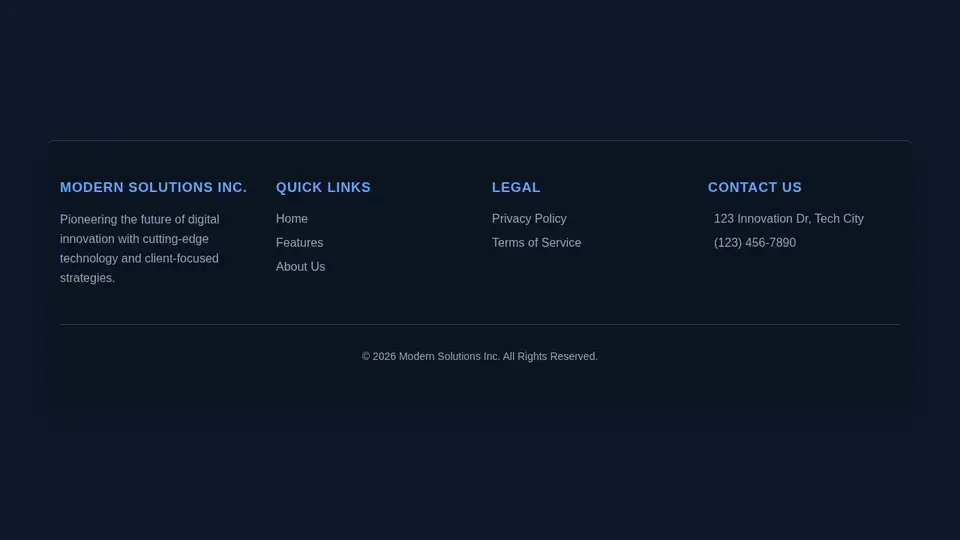 MODERN SOLUTIONS INC.
Pioneering the future of digital
innovation with cutting-edge
technology and client-focused
strategies.
QUICK LINKS
Home
Features
About Us
LEGAL
Privacy Policy
Terms of Service
CONTACT US
123 Innovation Dr, Tech City
(123) 456-7890
© 2026 Modern Solutions Inc. All Rights Reserved.